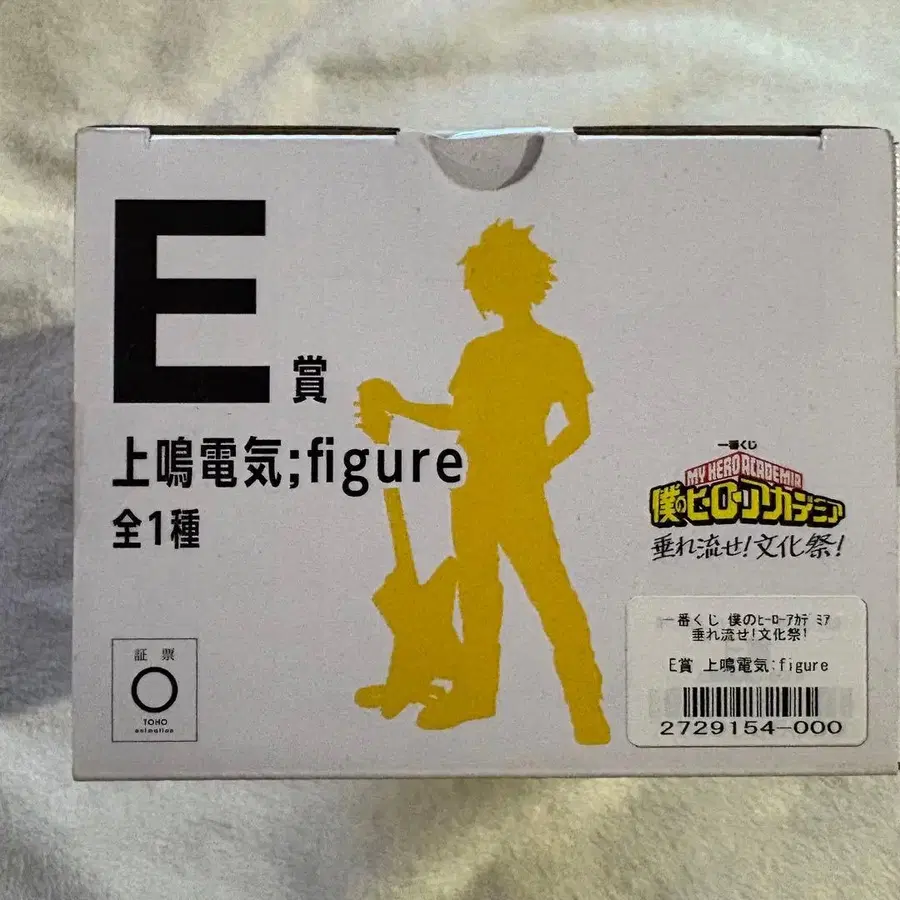 E賞
上鳴電気;figure
全1種
証票
TOHO
animation
一番くじ
MY HERO ACADEMIA
僕のヒーローアカデミア
垂れ流せ!文化祭!
一番くじ 僕のﾋｰﾛｰｱｶﾃﾞﾐｱ
垂れ流せ!文化祭!
E賞 上鳴電気;figure
2729154-000